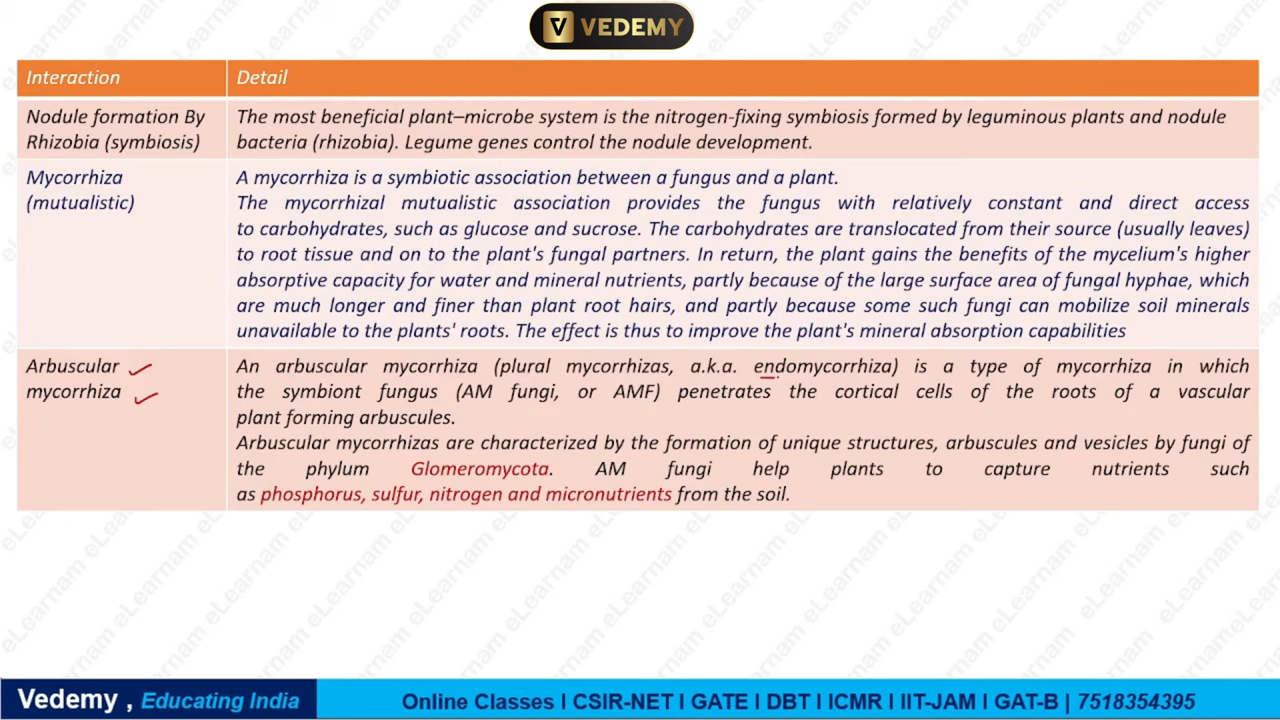 VEDEMY
Interaction Detail
Nodule formation By
Rhizobia (symbiosis)
The most beneficial plant–microbe system is the nitrogen-fixing symbiosis formed by leguminous plants and nodule
bacteria (rhizobia). Legume genes control the nodule development.
Mycorrhiza
(mutualistic)
A mycorrhiza is a symbiotic association between a fungus and a plant.
The mycorrhizal mutualistic association provides the fungus with relatively constant and direct access
to carbohydrates, such as glucose and sucrose. The carbohydrates are translocated from their source (usually leaves)
to root tissue and on to the plant's fungal partners. In return, the plant gains the benefits of the mycelium's higher
absorptive capacity for water and mineral nutrients, partly because of the large surface area of fungal hyphae, which
are much longer and finer than plant root hairs, and partly because some such fungi can mobilize soil minerals
unavailable to the plants' roots. The effect is thus to improve the plant's mineral absorption capabilities
Arbuscular
mycorrhiza
An arbuscular mycorrhiza (plural mycorrhizas, a.k.a. endomycorrhiza) is a type of mycorrhiza in which
the symbiont fungus (AM fungi, or AMF) penetrates the cortical cells of the roots of a vascular
plant forming arbuscules.
Arbuscular mycorrhizas are characterized by the formation of unique structures, arbuscules and vesicles by fungi of
the phylum Glomeromycota. AM fungi help plants to capture nutrients such
as phosphorus, sulfur, nitrogen and micronutrients from the soil.
Vedemy , Educating India
Online Classes I CSIR-NET I GATE I DBT I ICMR I IIT-JAM I GAT-B | 7518354395